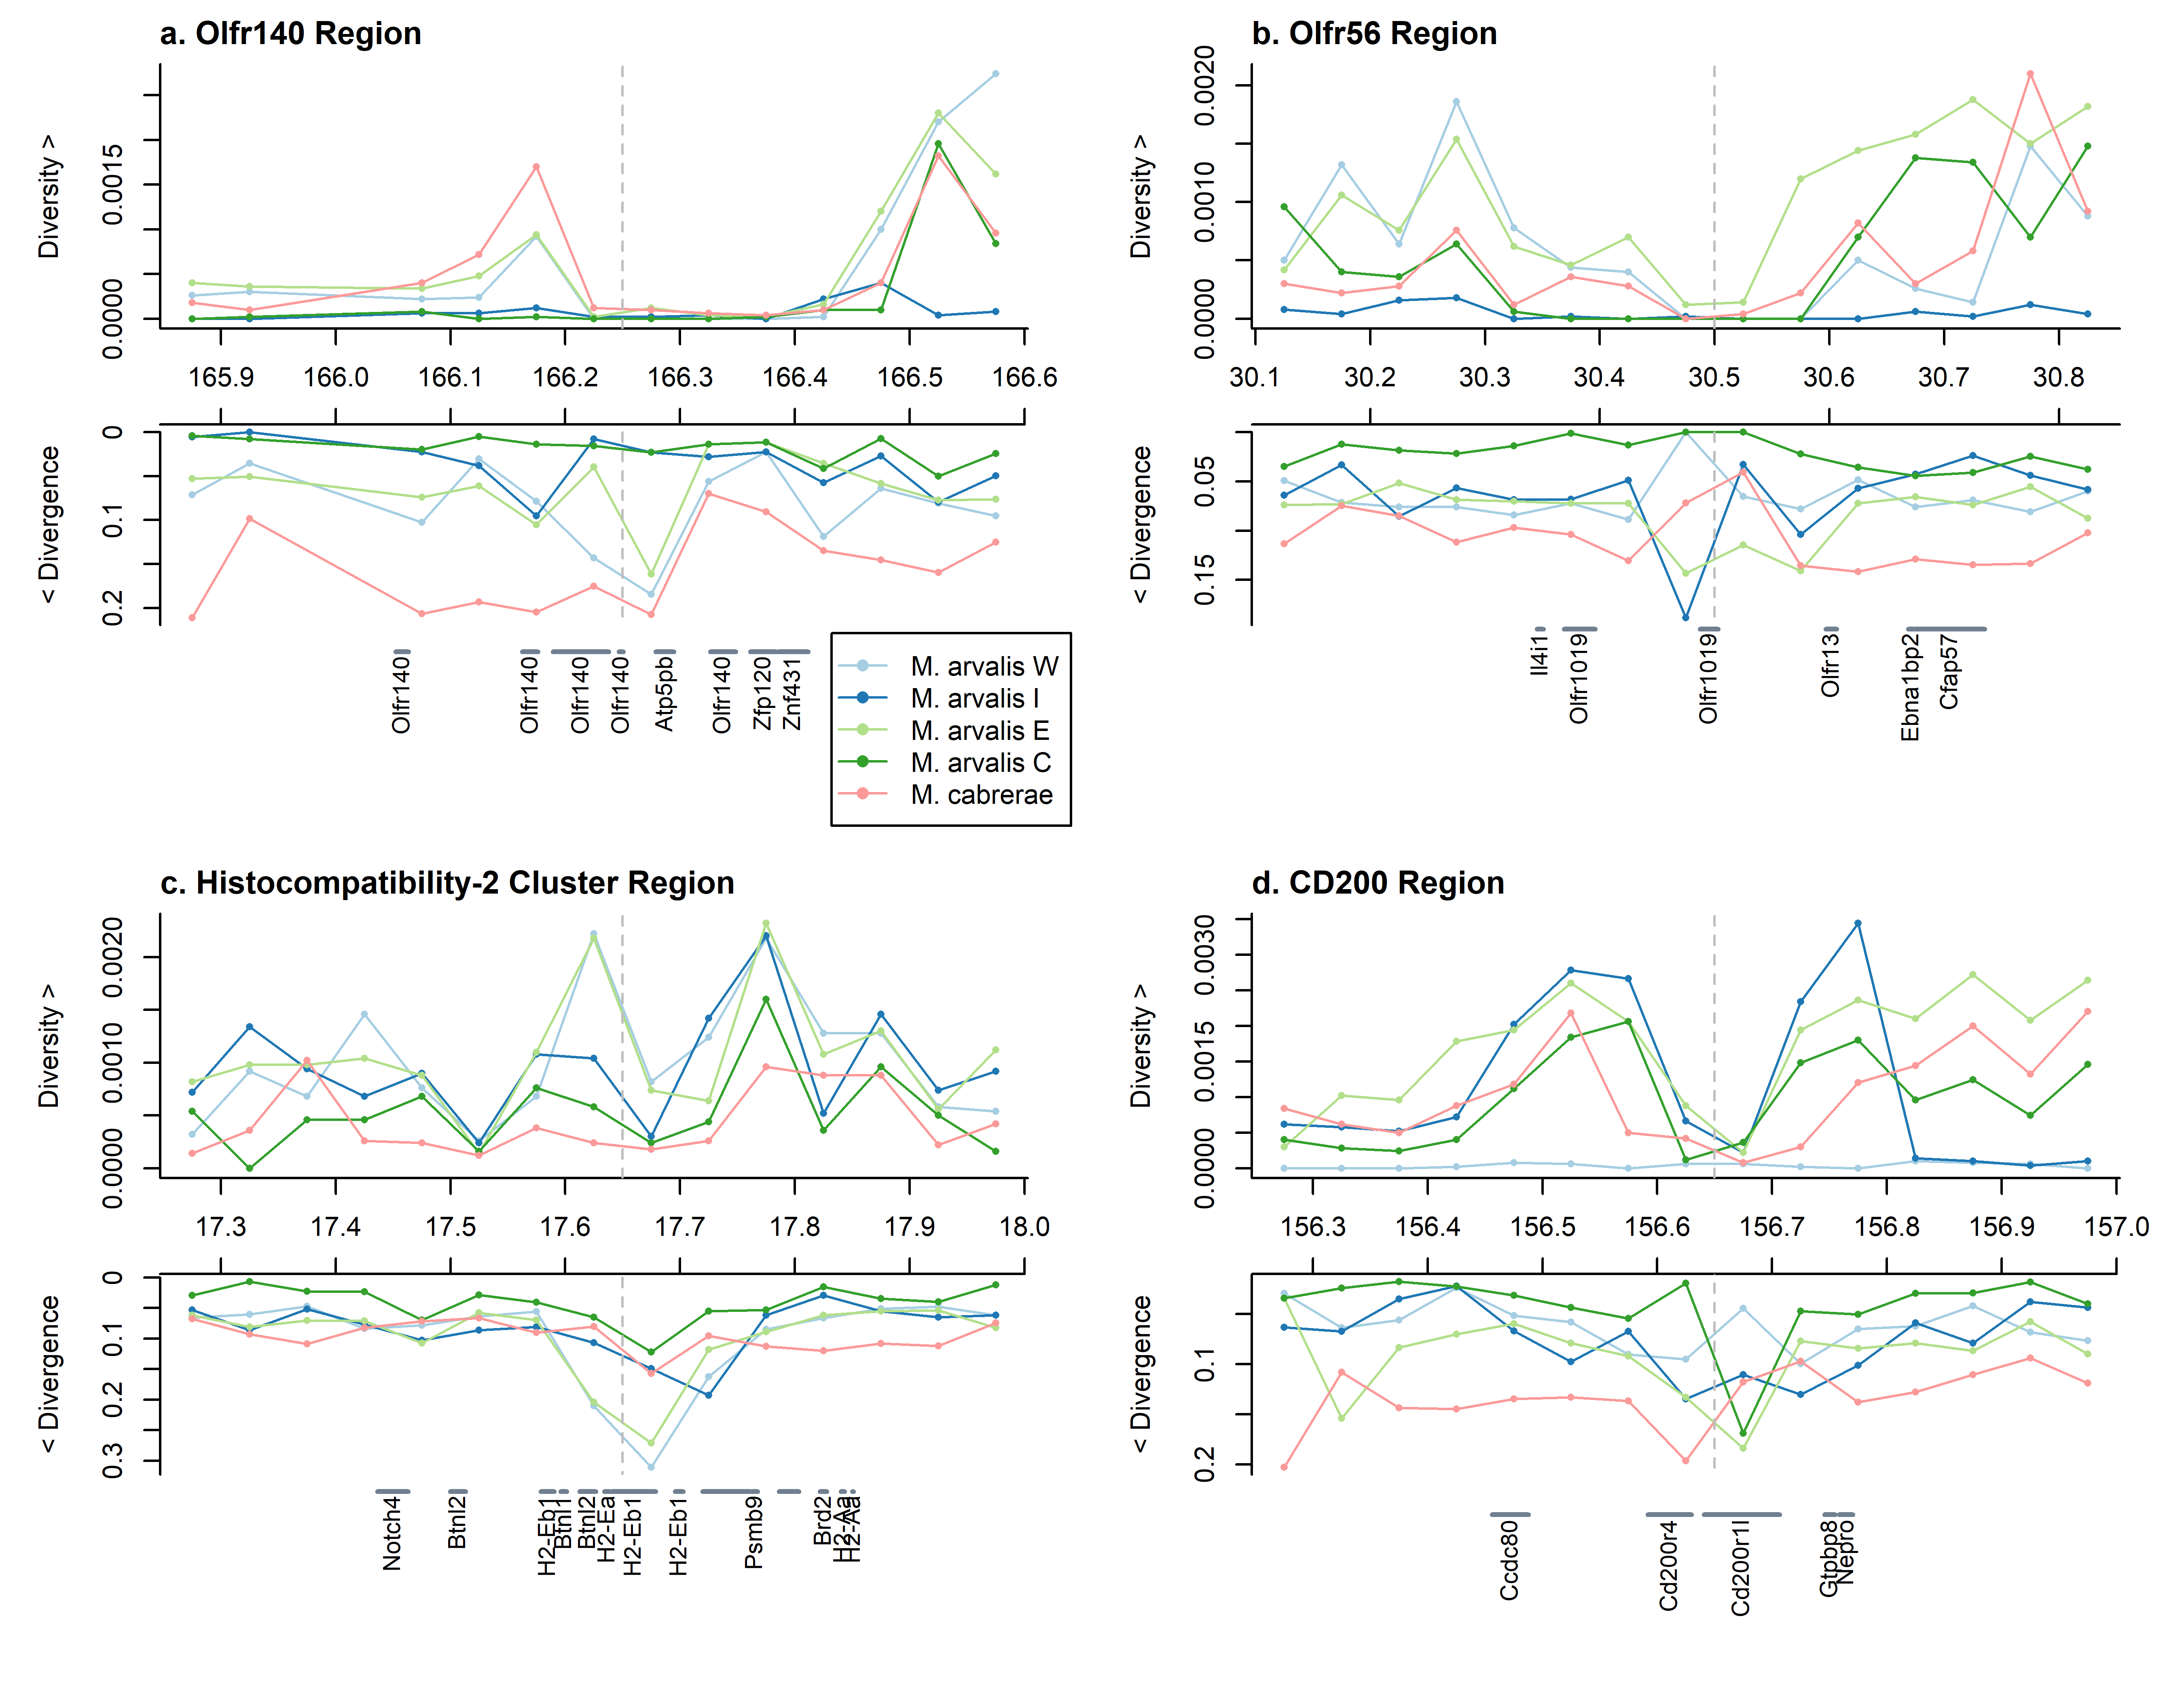 a. Olfr140 Region
Diversity >
0.0000 0.0015
165.9 166.0 166.1 166.2 166.3 166.4 166.5 166.6
< Divergence
0 0.1 0.2
Olfr140 Olfr140 Olfr140 Olfr140 Atp5pb Olfr140 Zfp120 Znf431
M. arvalis W
M. arvalis I
M. arvalis E
M. arvalis C
M. cabrerae
b. Olfr56 Region
Diversity >
0.0000 0.0010 0.0020
30.1 30.2 30.3 30.4 30.5 30.6 30.7 30.8
< Divergence
0.05 0.15
Il4i1 Olfr1019 Olfr1019 Olfr13 Ebna1bp2 Cfap57
c. Histocompatibility-2 Cluster Region
Diversity >
0.0000 0.0010 0.0020
17.3 17.4 17.5 17.6 17.7 17.8 17.9 18.0
< Divergence
0 0.1 0.2 0.3
Notch4 Btnl2 H2-Eb1 Btnl1 Btnl2 H2-Ea H2-Eb1 H2-Eb1 Psmb9 Brd2 H2-Aa H2-Aa
d. CD200 Region
Diversity >
0.0000 0.0015 0.0030
156.3 156.4 156.5 156.6 156.7 156.8 156.9 157.0
< Divergence
0.1 0.2
Ccdc80 Cd200r4 Cd200r1l Gtpbp8 Nepro